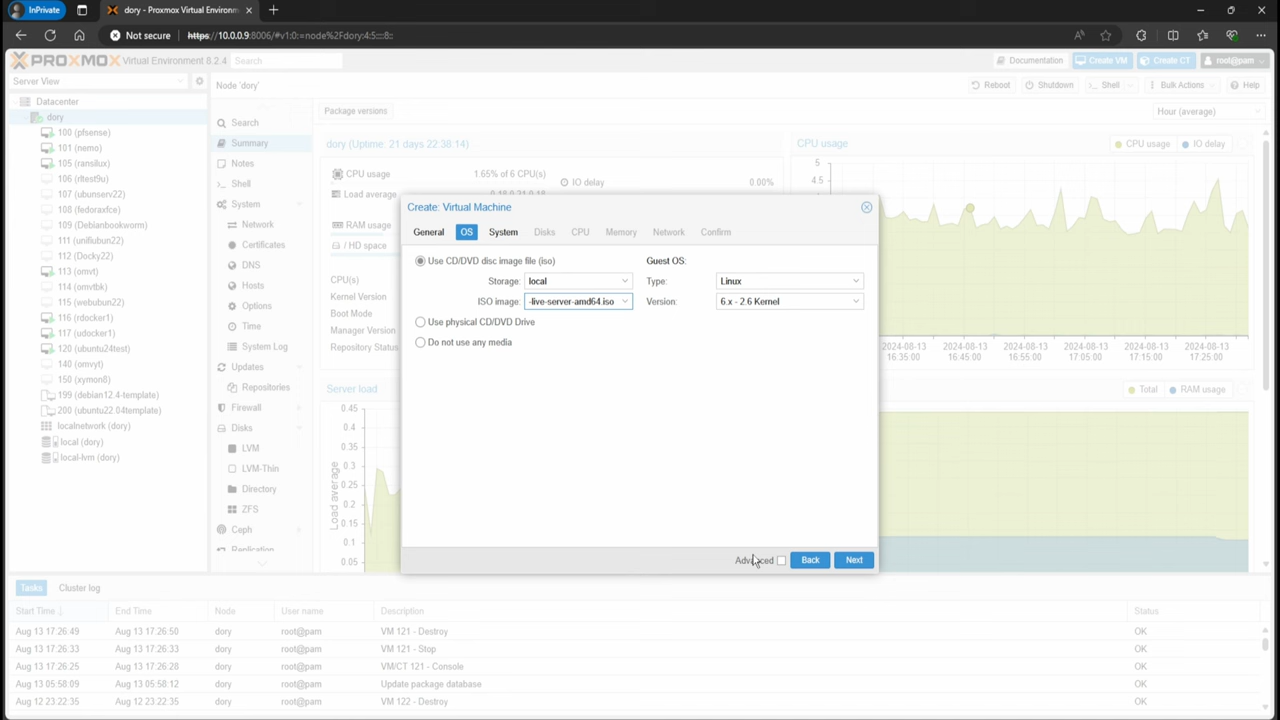 InPrivate
dory - Proxmox Virtual Environm
Not secure
https://10.0.0.9:8006/#v1:0:=node%2Fdory:4:5::::8::
PROXMOX Virtual Environment 8.2.4
Search
Documentation
Create VM
Create CT
root@pam
Server View
Node 'dory'
Reboot
Shutdown
Shell
Bulk Actions
Help
Datacenter
dory
100 (pfsense)
101 (nemo)
105 (ransilux)
106 (rltest9u)
107 (ubunserv22)
108 (fedoraxfce)
109 (Debianbookworm)
111 (unifiubun22)
112 (Docky22)
113 (omvt)
114 (omvtbk)
115 (webubun22)
116 (rdocker1)
117 (udocker1)
120 (ubuntu24test)
140 (omvyt)
150 (xymon8)
199 (debian12.4-template)
200 (ubuntu22.04template)
localnetwork (dory)
local (dory)
local-lvm (dory)
Search
Summary
Notes
Shell
System
Network
Certificates
DNS
Hosts
Options
Time
System Log
Updates
Repositories
Firewall
Disks
LVM
LVM-Thin
Directory
ZFS
Ceph
Replication
Package versions
Hour (average)
dory (Uptime: 21 days 22:38:14)
CPU usage
1.65% of 6 CPU(s)
IO delay
0.00%
Load average
0.18,0.21,0.18
RAM usage
/ HD space
CPU(s)
Kernel Version
Boot Mode
Manager Version
Repository Status
CPU usage
CPU usage
IO delay
5
4.5
2024-08-13
16:35:00
2024-08-13
16:45:00
2024-08-13
16:55:00
2024-08-13
17:05:00
2024-08-13
17:15:00
2024-08-13
17:25:00
Server load
Total
RAM usage
Load average
0.45
0.4
0.35
0.3
0.25
0.2
0.15
0.1
0.05
Create: Virtual Machine
General
OS
System
Disks
CPU
Memory
Network
Confirm
Use CD/DVD disc image file (iso)
Storage:
local
ISO image:
-live-server-amd64.iso
Use physical CD/DVD Drive
Do not use any media
Guest OS:
Type:
Linux
Version:
6.x - 2.6 Kernel
Advanced
Back
Next
Tasks
Cluster log
Start Time
End Time
Node
User name
Description
Status
Aug 13 17:26:49 Aug 13 17:26:50 dory root@pam VM 121 - Destroy OK
Aug 13 17:26:33 Aug 13 17:26:33 dory root@pam VM 121 - Stop OK
Aug 13 17:26:25 Aug 13 17:26:28 dory root@pam VM/CT 121 - Console OK
Aug 13 05:58:09 Aug 13 05:58:12 dory root@pam Update package database OK
Aug 12 23:22:35 Aug 12 23:22:35 dory root@pam VM 122 - Destroy OK